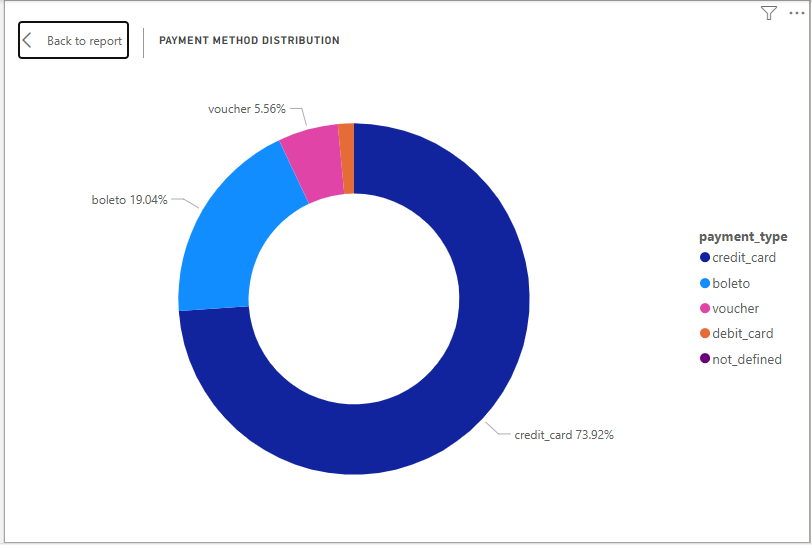 Back to report
PAYMENT METHOD DISTRIBUTION
voucher 5.56%
boleto 19.04%
credit_card 73.92%
payment_type
credit_card
boleto
voucher
debit_card
not_defined